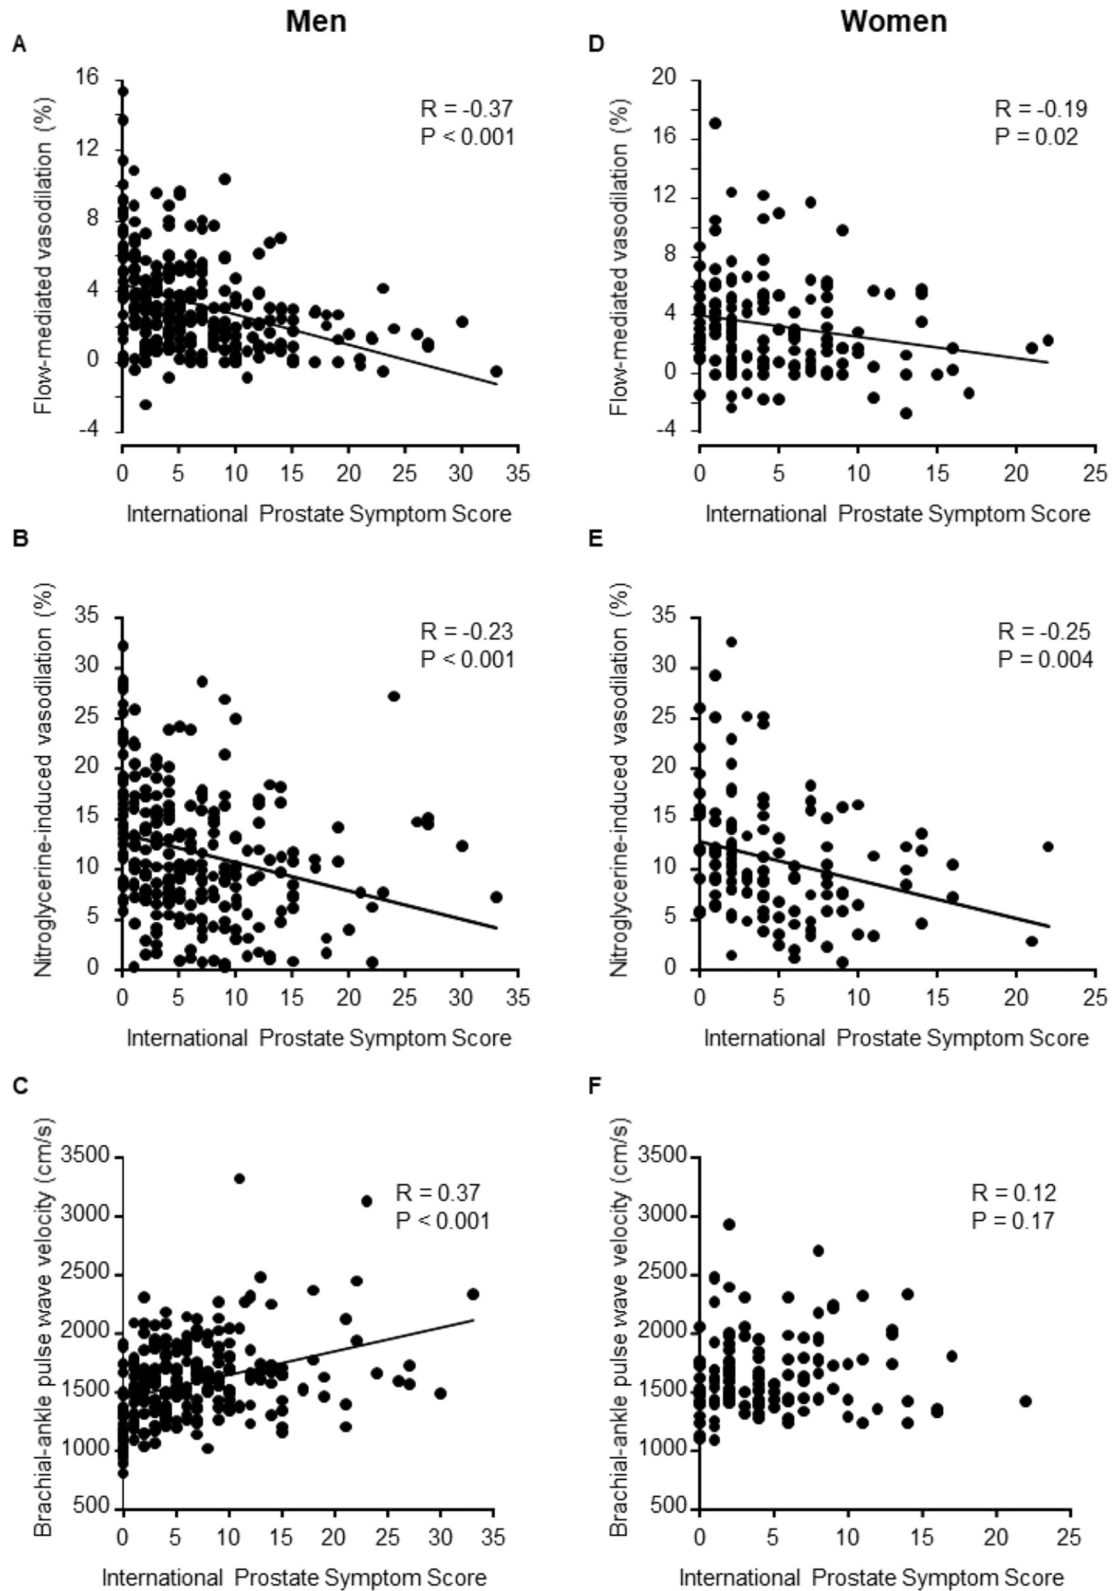 Men
Women
A
Flow-mediated vasodilation (%)
16
12
8
4
0
-4
R = -0.37
P < 0.001
0 5 10 15 20 25 30 35
International Prostate Symptom Score
D
Flow-mediated vasodilation (%)
20
16
12
8
4
0
-4
R = -0.19
P = 0.02
0 5 10 15 20 25
International Prostate Symptom Score
B
Nitroglycerine-induced vasodilation (%)
35
30
25
20
15
10
5
0
R = -0.23
P < 0.001
0 5 10 15 20 25 30 35
International Prostate Symptom Score
E
Nitroglycerine-induced vasodilation (%)
35
30
25
20
15
10
5
0
R = -0.25
P = 0.004
0 5 10 15 20 25
International Prostate Symptom Score
C
Brachial-ankle pulse wave velocity (cm/s)
3500
3000
2500
2000
1500
1000
500
R = 0.37
P < 0.001
0 5 10 15 20 25 30 35
International Prostate Symptom Score
F
Brachial-ankle pulse wave velocity (cm/s)
3500
3000
2500
2000
1500
1000
500
R = 0.12
P = 0.17
0 5 10 15 20 25
International Prostate Symptom Score